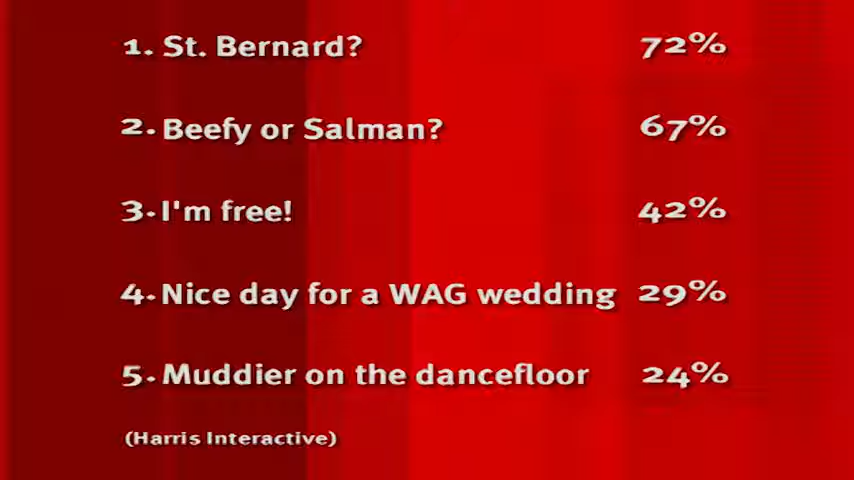 1. St. Bernard? 72%
2. Beefy or Salman? 67%
3. I'm free! 42%
4. Nice day for a WAG wedding 29%
5. Muddier on the dancefloor 24%
(Harris Interactive)